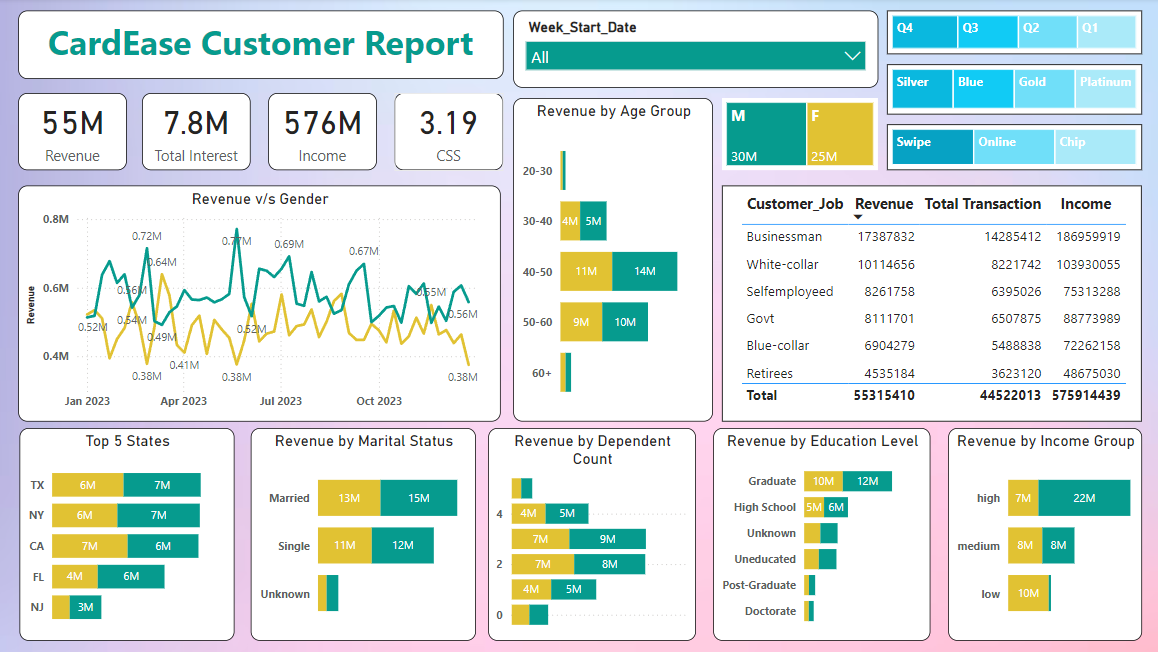 CardEase Customer Report
Week_Start_Date
All
Q4 Q3 Q2 Q1
Silver Blue Gold Platinum
Swipe Online Chip
55M
Revenue
7.8M
Total Interest
576M
Income
3.19
CSS
M
30M
F
25M
Revenue by Age Group
20-30
30-40 4M 5M
40-50 11M 14M
50-60 9M 10M
60+
Revenue v/s Gender
Revenue
0.8M
0.6M
0.4M
0.52M
0.56M
0.54M
0.72M
0.38M
0.64M
0.49M
0.41M
0.77M
0.38M
0.52M
0.69M
0.67M
0.55M
0.56M
0.38M
Jan 2023 Apr 2023 Jul 2023 Oct 2023
Customer_Job Revenue Total Transaction Income
Businessman 17387832 14285412 186959919
White-collar 10114656 8221742 103930055
Selfemployeed 8261758 6395026 75313288
Govt 8111701 6507875 88773989
Blue-collar 6904279 5488838 72262158
Retirees 4535184 3623120 48675030
Total 55315410 44522013 575914439
Top 5 States
TX 6M 7M
NY 6M 7M
CA 7M 6M
FL 4M 6M
NJ 3M
Revenue by Marital Status
Married 13M 15M
Single 11M 12M
Unknown
Revenue by Dependent
Count
4 4M 5M
7M 9M
2 7M 8M
4M 5M
0
Revenue by Education Level
Graduate 10M 12M
High School 5M 6M
Unknown
Uneducated
Post-Graduate
Doctorate
Revenue by Income Group
high 7M 22M
medium 8M 8M
low 10M